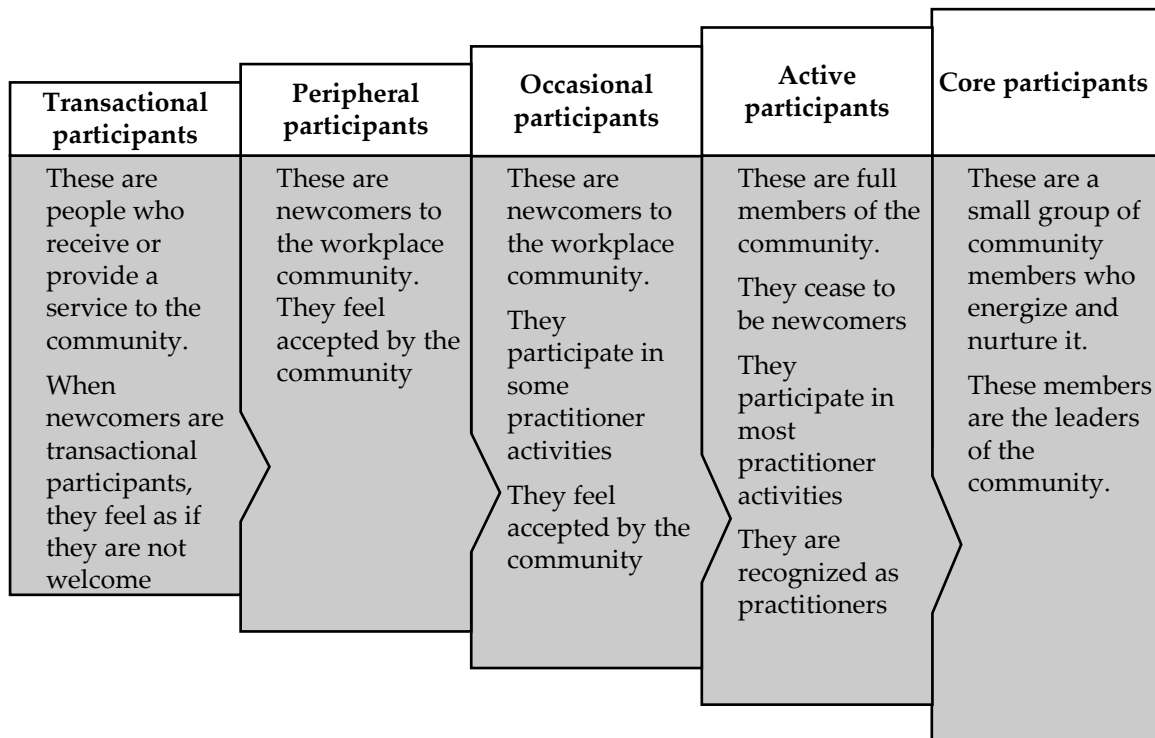 Transactional
participants
These are
people who
receive or
provide a
service to the
community.
When
newcomers are
transactional
participants,
they feel as if
they are not
welcome
Peripheral
participants
These are
newcomers to
the workplace
community.
They feel
accepted by the
community
Occasional
participants
These are
newcomers to
the workplace
community.
They
participate in
some
practitioner
activities
They feel
accepted by the
community
Active
participants
These are full
members of the
community.
They cease to
be newcomers
They
participate in
most
practitioner
activities
They are
recognized as
practitioners
Core participants
These are a
small group of
community
members who
energize and
nurture it.
These members
are the leaders
of the
community.